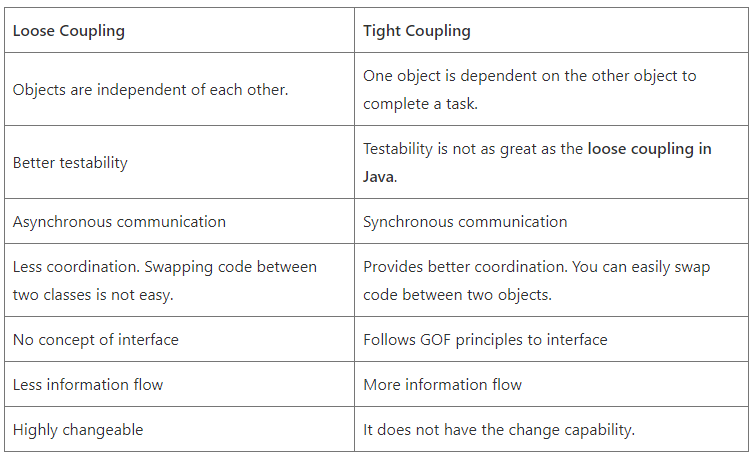 Loose Coupling
Tight Coupling
Objects are independent of each other.
One object is dependent on the other object to
complete a task.
Better testability
Testability is not as great as the loose coupling in
Java.
Asynchronous communication
Synchronous communication
Less coordination. Swapping code between
two classes is not easy.
Provides better coordination. You can easily swap
code between two objects.
No concept of interface
Follows GOF principles to interface
Less information flow
More information flow
Highly changeable
It does not have the change capability.